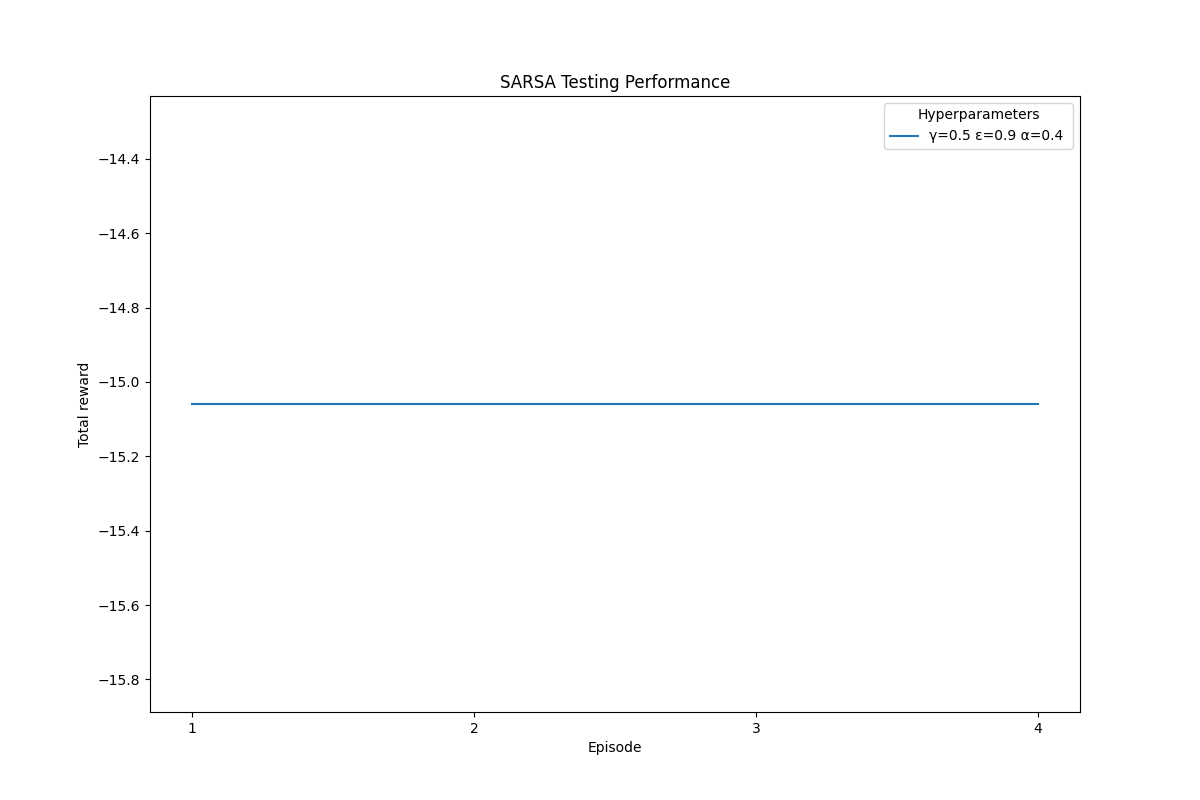 SARSA Testing Performance
Hyperparameters
γ=0.5 ε=0.9 α=0.4
−14.4
−14.6
−14.8
−15.0
−15.2
−15.4
−15.6
−15.8
Total reward
1 2 3 4
Episode